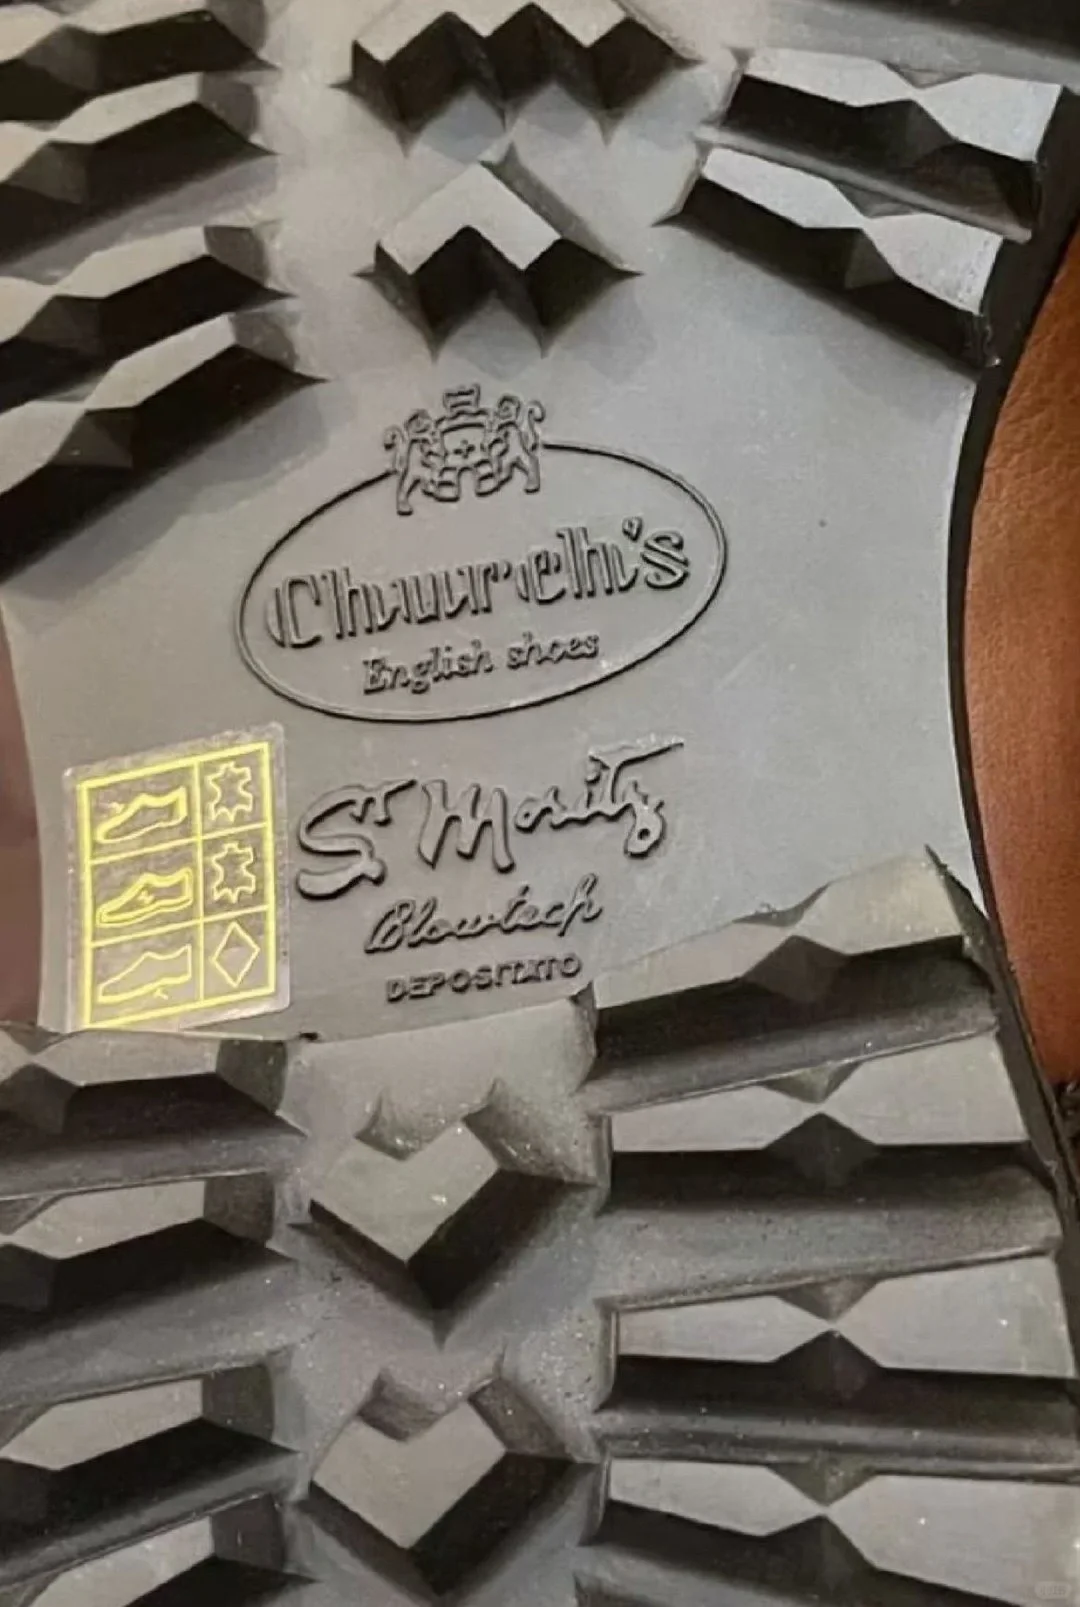 Church's
English shoes
St Moritz
Blowtech
DEPOSITATO